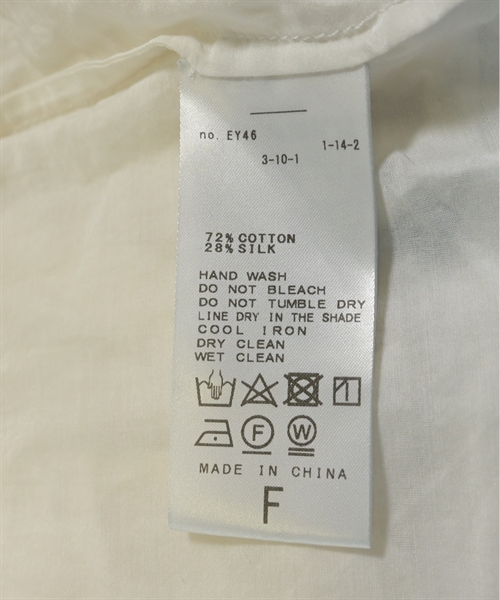 no. EY46 1-14-2
3-10-1
72% COTTON
28% SILK
HAND WASH
DO NOT BLEACH
DO NOT TUMBLE DRY
LINE DRY IN THE SHADE
COOL IRON
DRY CLEAN
WET CLEAN
F W
MADE IN CHINA
F